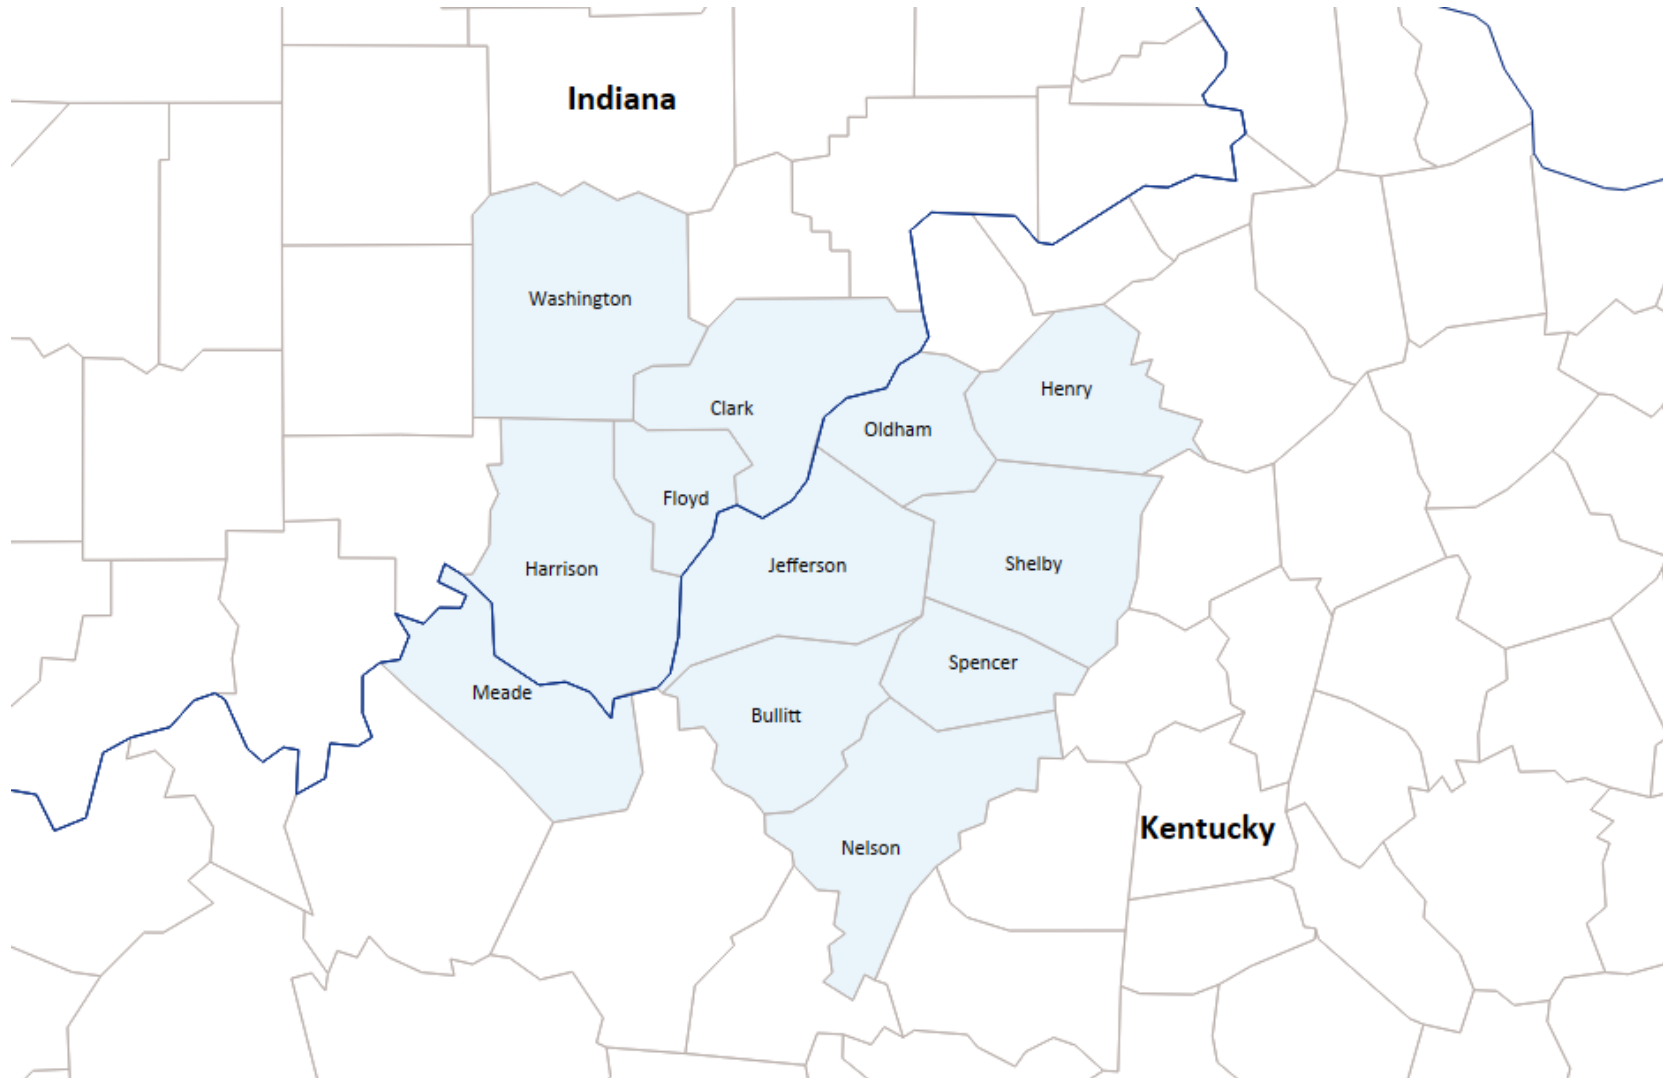 Indiana
Washington
Henry
Clark
Oldham
Floyd
Jefferson
Shelby
Harrison
Spencer
Meade
Bullitt
Kentucky
Nelson